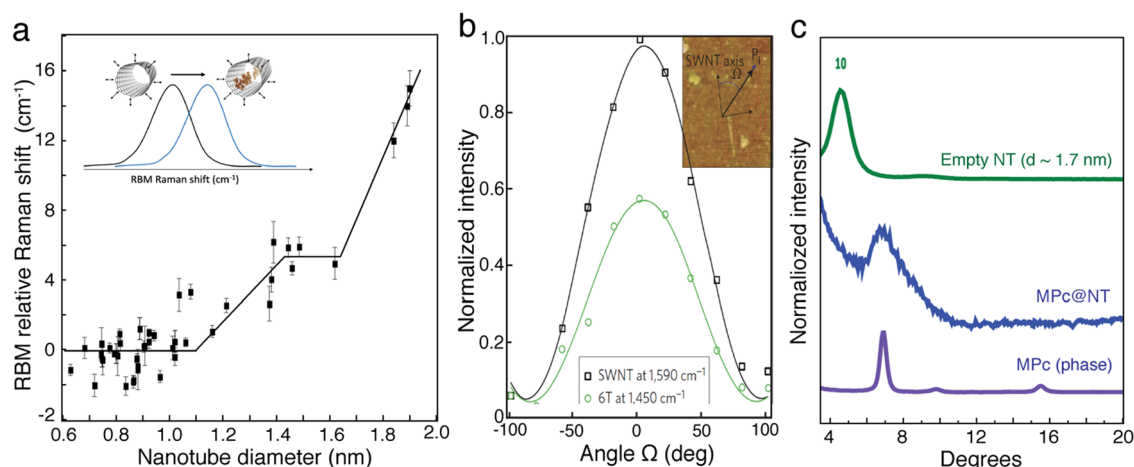 a
RBM relative Raman shift (cm-1)
16
12
8
4
0
-2
0.6
0.8
1.0
1.2
1.4
1.6
1.8
2.0
Nanotube diameter (nm)
RBM Raman shift (cm-1)
b
Normalized intensity
1.0
0.8
0.6
0.4
0.2
0
-100
-50
0
50
100
Angle Ω (deg)
SWNT axis
Ω
SWNT at 1,590 cm−1
6T at 1,450 cm−1
c
Normaliozed intensity
10
Empty NT (d ~ 1.7 nm)
MPc@NT
MPc (phase)
4
8
12
16
20
Degrees